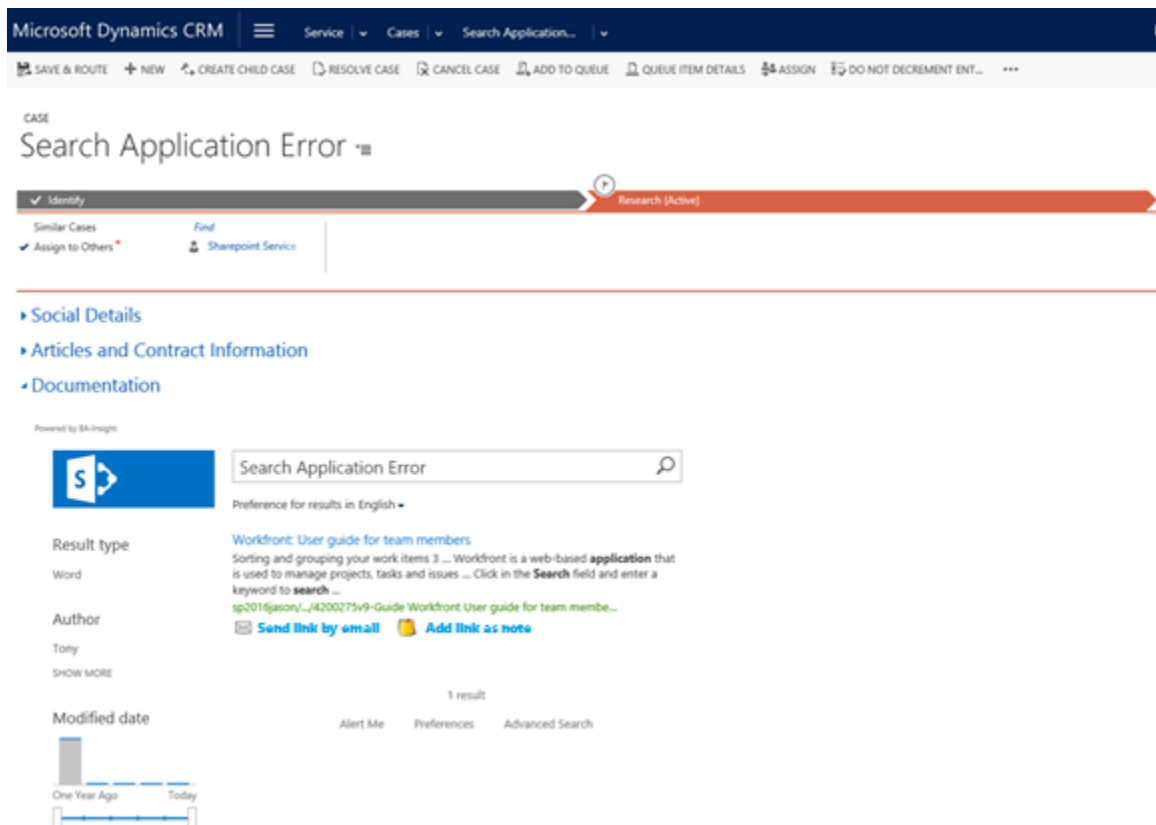 Microsoft Dynamics CRM Service Cases Search Application...
SAVE & ROUTE NEW CREATE CHILD CASE RESOLVE CASE CANCEL CASE ADD TO QUEUE QUEUE ITEM DETAILS ASSIGN DO NOT DECREMENT ENT... ...
CASE
Search Application Error
Identify Research (Active)
Similar Cases Find
Assign to Others* Sharepoint Service
Social Details
Articles and Contract Information
Documentation
Powered by BA-Insight
S
Search Application Error
Preference for results in English
Result type
Word
Author
Tony
SHOW MORE
Modified date
One Year Ago Today
Workfront: User guide for team members
Sorting and grouping your work items 3 ... Workfront is a web-based application that
is used to manage projects, tasks and issues ... Click in the Search field and enter a
keyword to search ...
sp2016jason/.../4200275v9-Guide Workfront User guide for team membe...
Send link by email Add link as note
1 result
Alert Me Preferences Advanced Search